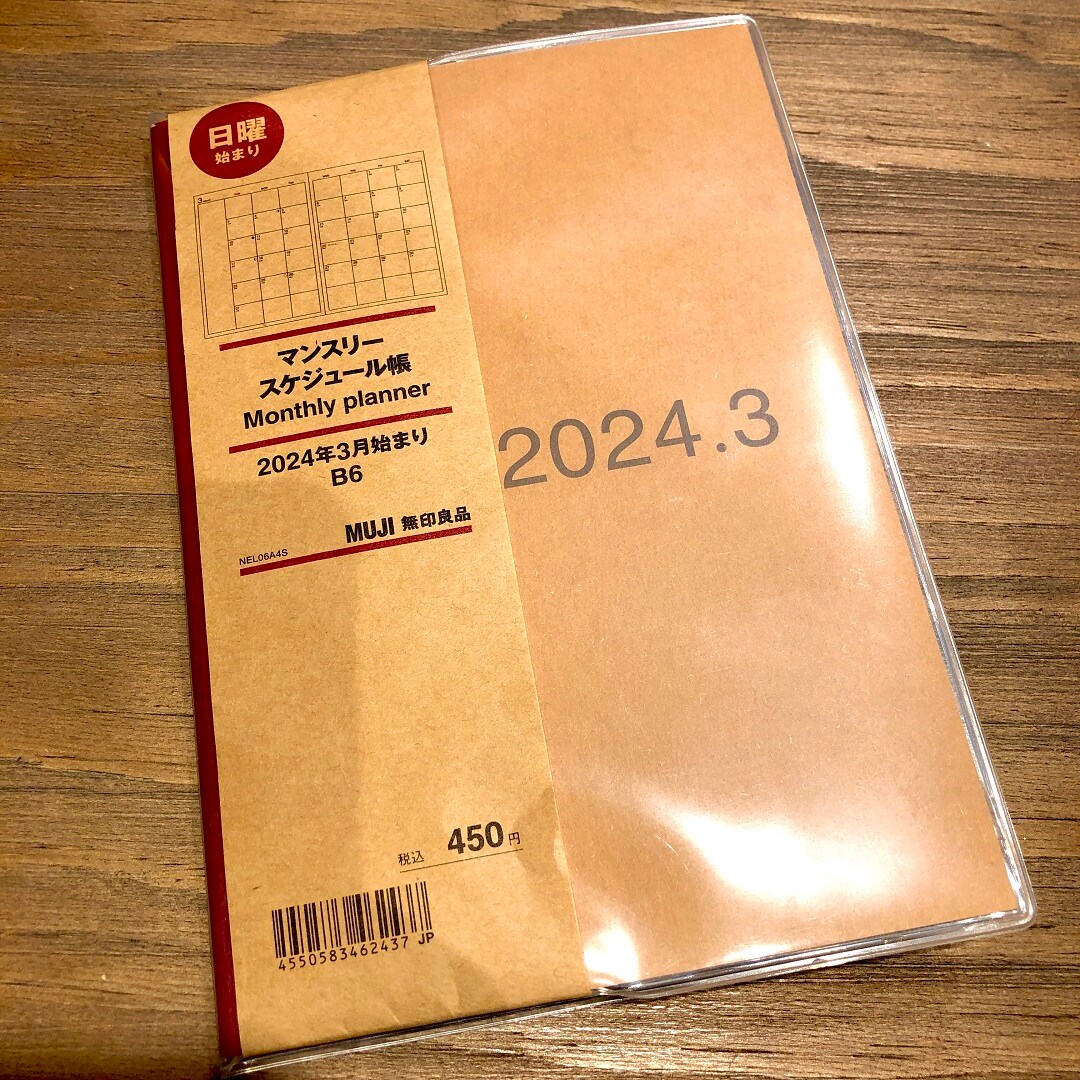 日曜
始まり
マンスリー
スケジュール帳
Monthly planner
2024年3月始まり
B6
MUJI 無印良品
NEL06A4S
2024.3
税込 450円
4550583462437 JP